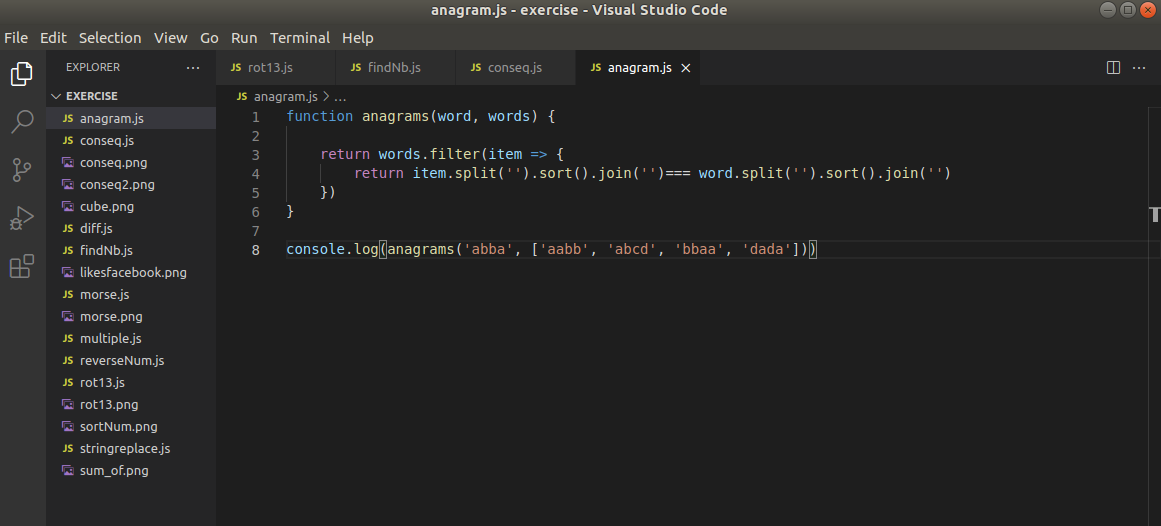 anagram.js - exercise - Visual Studio Code
File Edit Selection View Go Run Terminal Help
EXPLORER ...
EXERCISE
JS anagram.js
JS conseq.js
conseq.png
conseq2.png
cube.png
JS diff.js
JS findNb.js
likesfacebook.png
JS morse.js
morse.png
JS multiple.js
JS reverseNum.js
JS rot13.js
rot13.png
sortNum.png
JS stringreplace.js
sum_of.png
JS rot13.js JS findNb.js JS conseq.js JS anagram.js × ...
JS anagram.js > ...
1 function anagrams(word, words) {
2
3     return words.filter(item => {
4         return item.split('').sort().join('')=== word.split('').sort().join('')
5     })
6 }
7
8 console.log(anagrams('abba', ['aabb', 'abcd', 'bbaa', 'dada']))